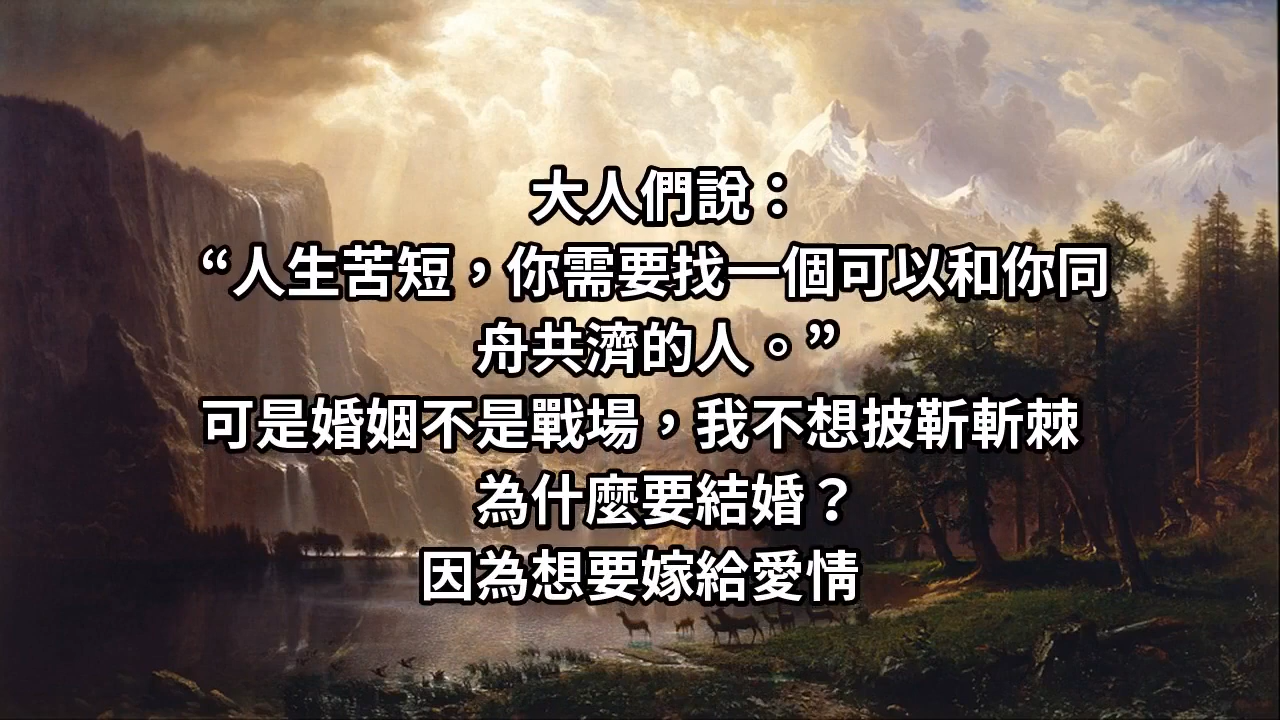 大人們說：
“人生苦短，你需要找一個可以和你同
舟共濟的人。”
可是婚姻不是戰場，我不想披靳斬棘
為什麼要結婚？
因為想要嫁給愛情